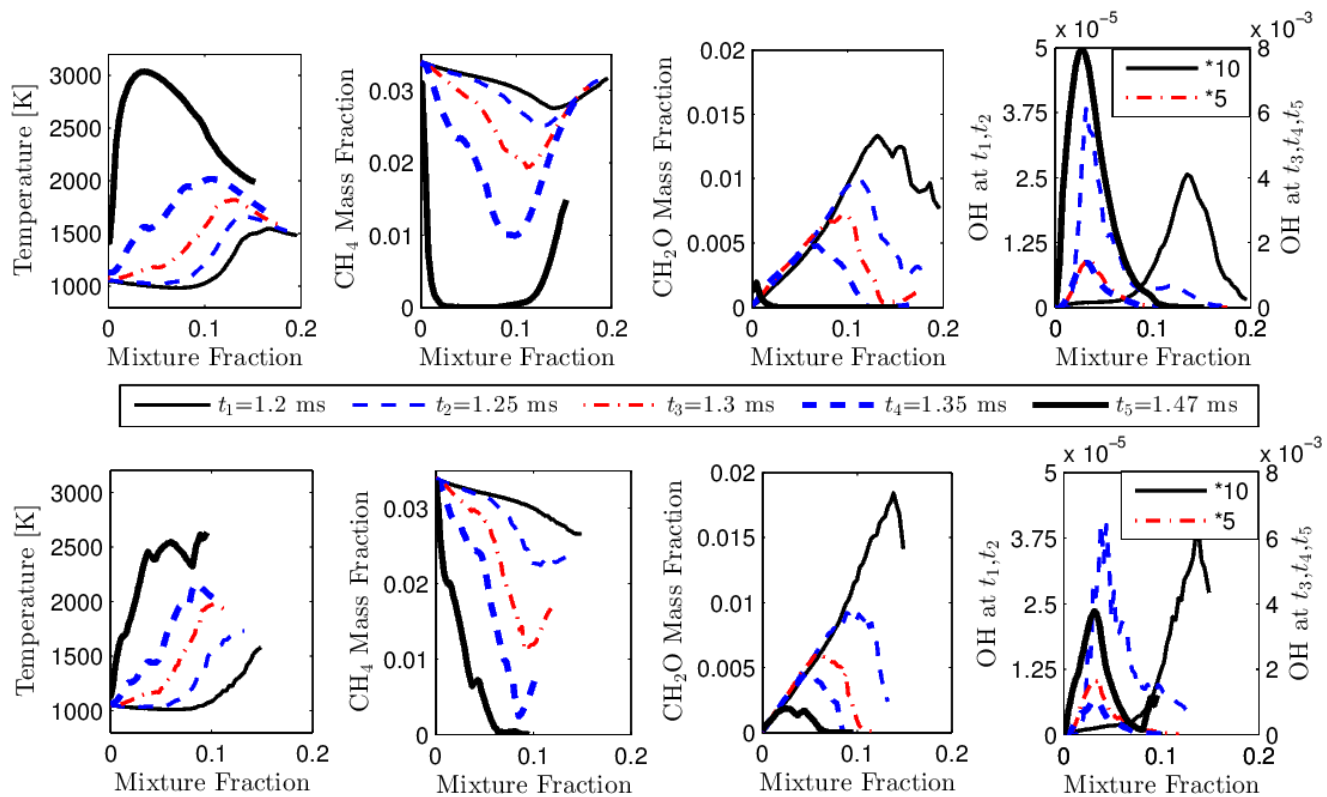 x 10⁻⁵ x 10⁻³
3000 2500 2000 1500 1000
Temperature [K]
0 0.1 0.2
Mixture Fraction
0.03 0.02 0.01 0
CH₄ Mass Fraction
0 0.1 0.2
Mixture Fraction
0.02 0.015 0.01 0.005 0
CH₂O Mass Fraction
0 0.1 0.2
Mixture Fraction
5 3.75 2.5 1.25 0
OH at t₁,t₂
*10
*5
8 6 4 2 0
OH at t₃,t₄,t₅
0 0.1 0.2
Mixture Fraction
t₁=1.2 ms t₂=1.25 ms t₃=1.3 ms t₄=1.35 ms t₅=1.47 ms
x 10⁻⁵ x 10⁻³
3000 2500 2000 1500 1000
Temperature [K]
0 0.1 0.2
Mixture Fraction
0.03 0.02 0.01 0
CH₄ Mass Fraction
0 0.1 0.2
Mixture Fraction
0.02 0.015 0.01 0.005 0
CH₂O Mass Fraction
0 0.1 0.2
Mixture Fraction
5 3.75 2.5 1.25 0
OH at t₁,t₂
*10
*5
8 6 4 2 0
OH at t₃,t₄,t₅
0 0.1 0.2
Mixture Fraction